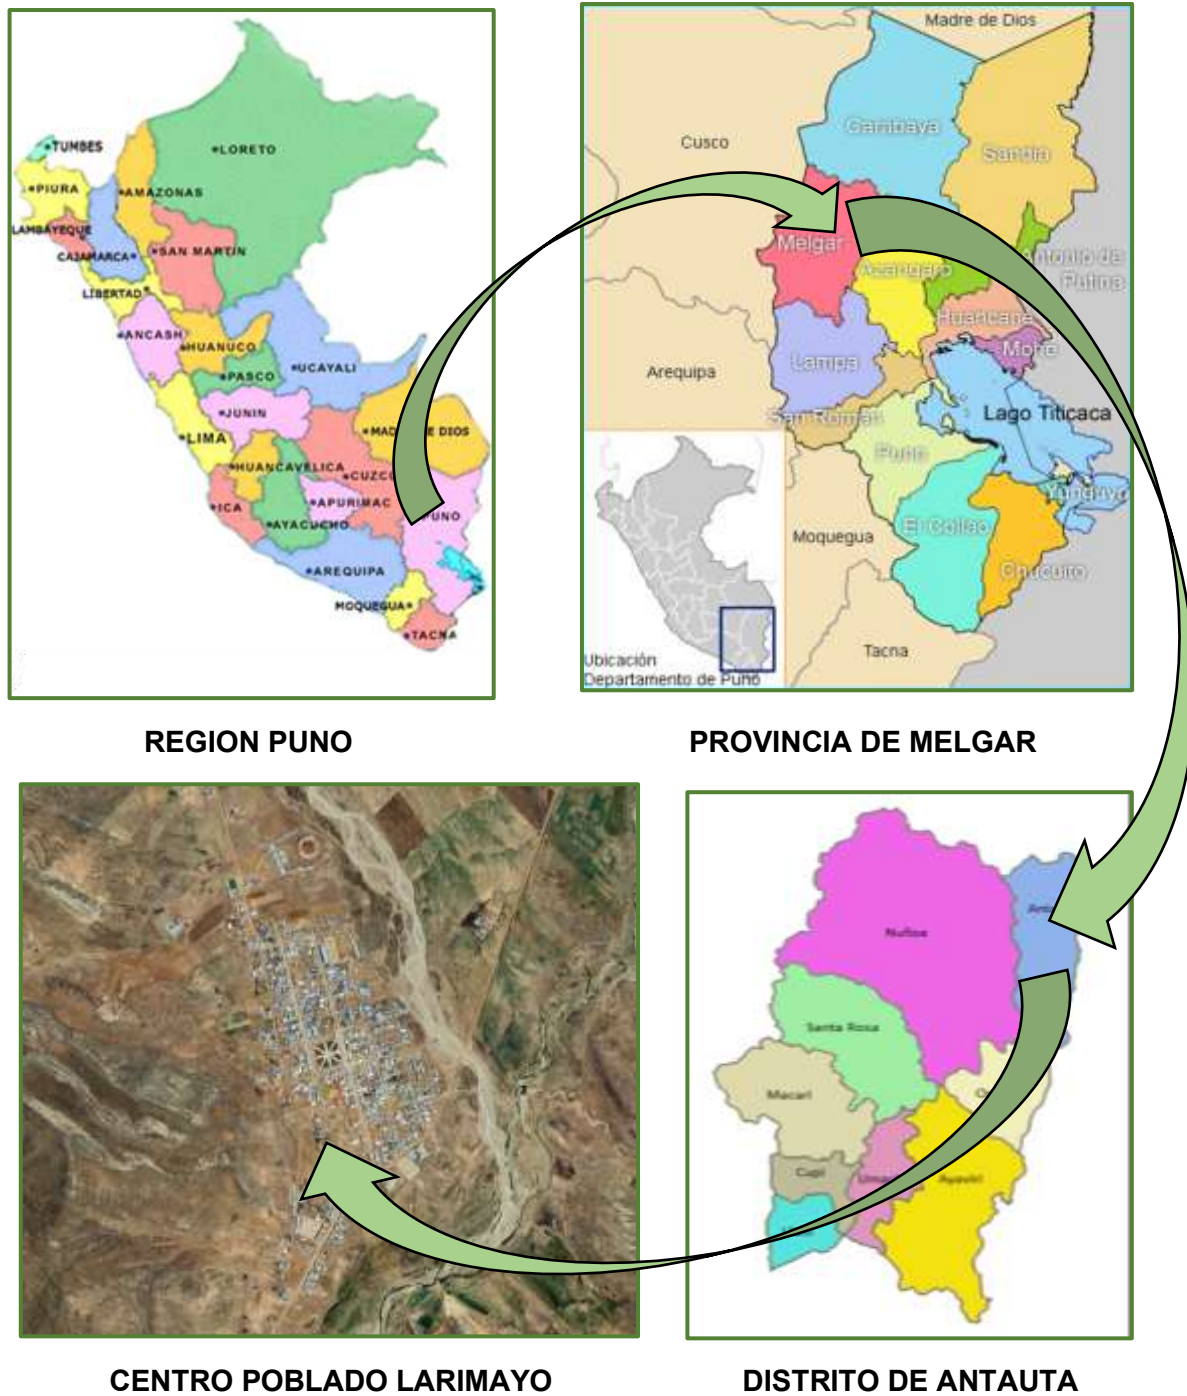 TUMBES
LORETO
PIURA
AMAZONAS
LAMBAYEQUE
SAN MARTIN
CAJAMARCA
LIBERTAD
ANCASH
HUANUCO
UCAYALI
PASCO
JUNIN
LIMA
MADRE DE DIOS
HUANCAVELICA
CUZCO
ICA
APURIMAC
PUNO
AYACUCHO
AREQUIPA
MOQUEGUA
TACNA
Madre de Dios
Cusco
Sandia
Melgar
Azángaro
Antonio de
Putina
Huancané
Moho
Lampa
Arequipa
San Román
Lago Titicaca
Puno
Yunguyo
El Collao
Moquegua
Chucuito
Tacna
Ubicación
Departamento de Puno
REGION PUNO
PROVINCIA DE MELGAR
Nuñoa
Santa Rosa
Macari
Cupi
Ayaviri
CENTRO POBLADO LARIMAYO
DISTRITO DE ANTAUTA